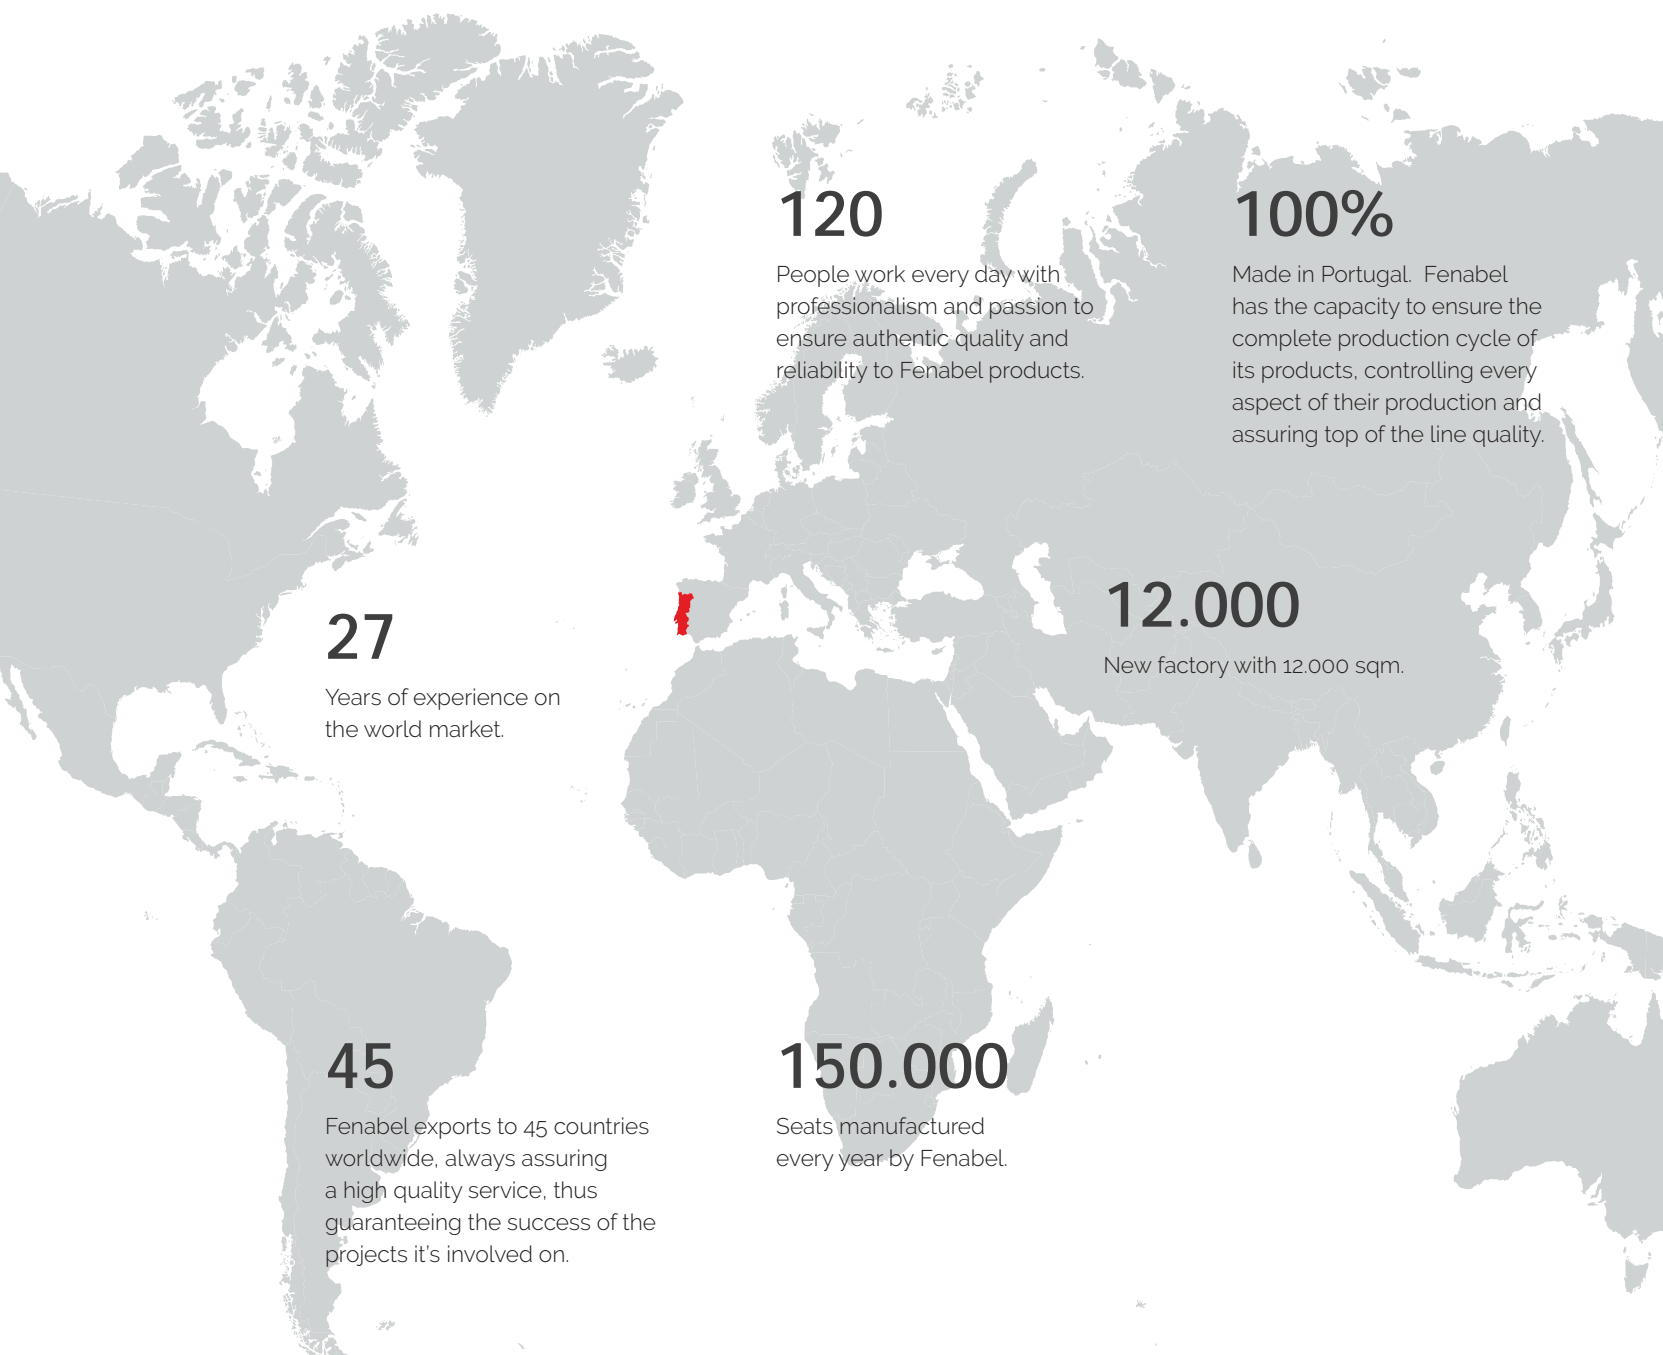 120
People work every day with
professionalism and passion to
ensure authentic quality and
reliability to Fenabel products.
100%
Made in Portugal.  Fenabel
has the capacity to ensure the
complete production cycle of
its products, controlling every
aspect of their production and
assuring top of the line quality.
27
Years of experience on
the world market.
12.000
New factory with 12.000 sqm.
45
Fenabel exports to 45 countries
worldwide, always assuring
a high quality service, thus
guaranteeing the success of the
projects it's involved on.
150.000
Seats manufactured
every year by Fenabel.